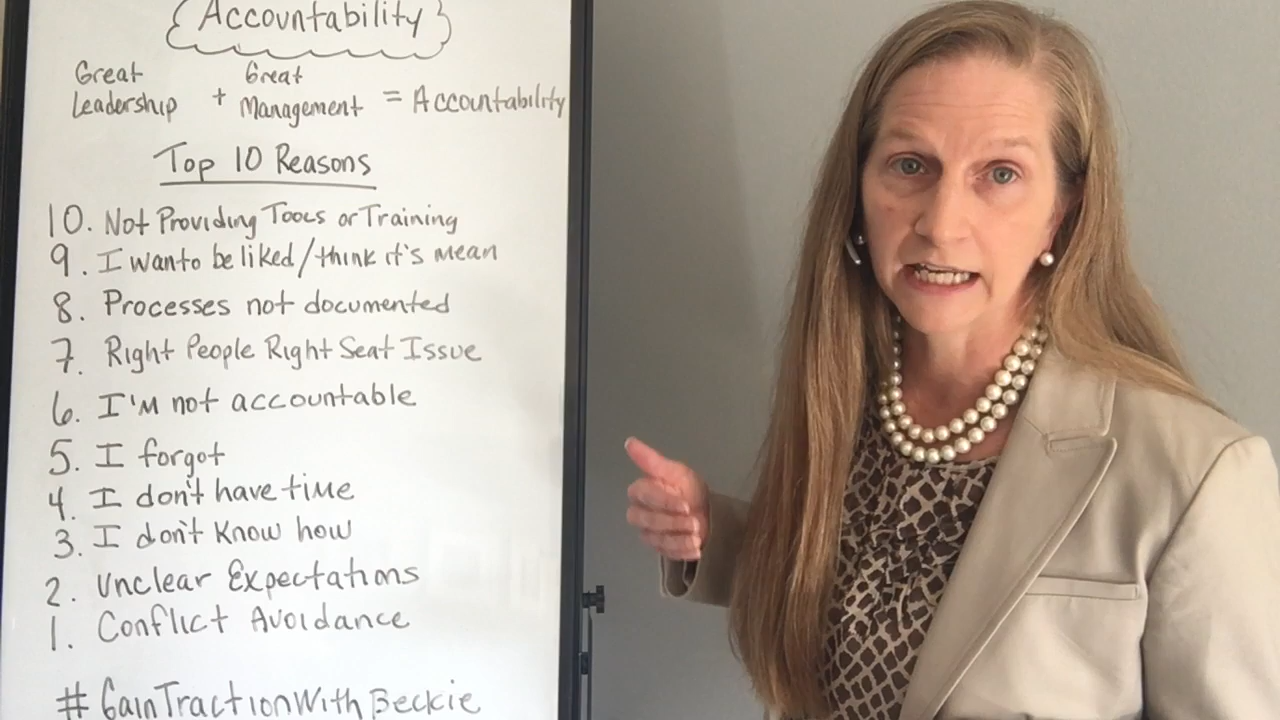 Accountability
Great Leadership + Great Management = Accountability
Top 10 Reasons
10. Not Providing Tools or Training
9. I wan to be liked/think it's mean
8. Processes not documented
7. Right People Right Seat Issue
6. I'M not accountable
5. I forgot
4. I don't have time
3. I don't Know how
2. Unclear Expectations
1. Conflict Avoidance
#GainTractionWithBeckie